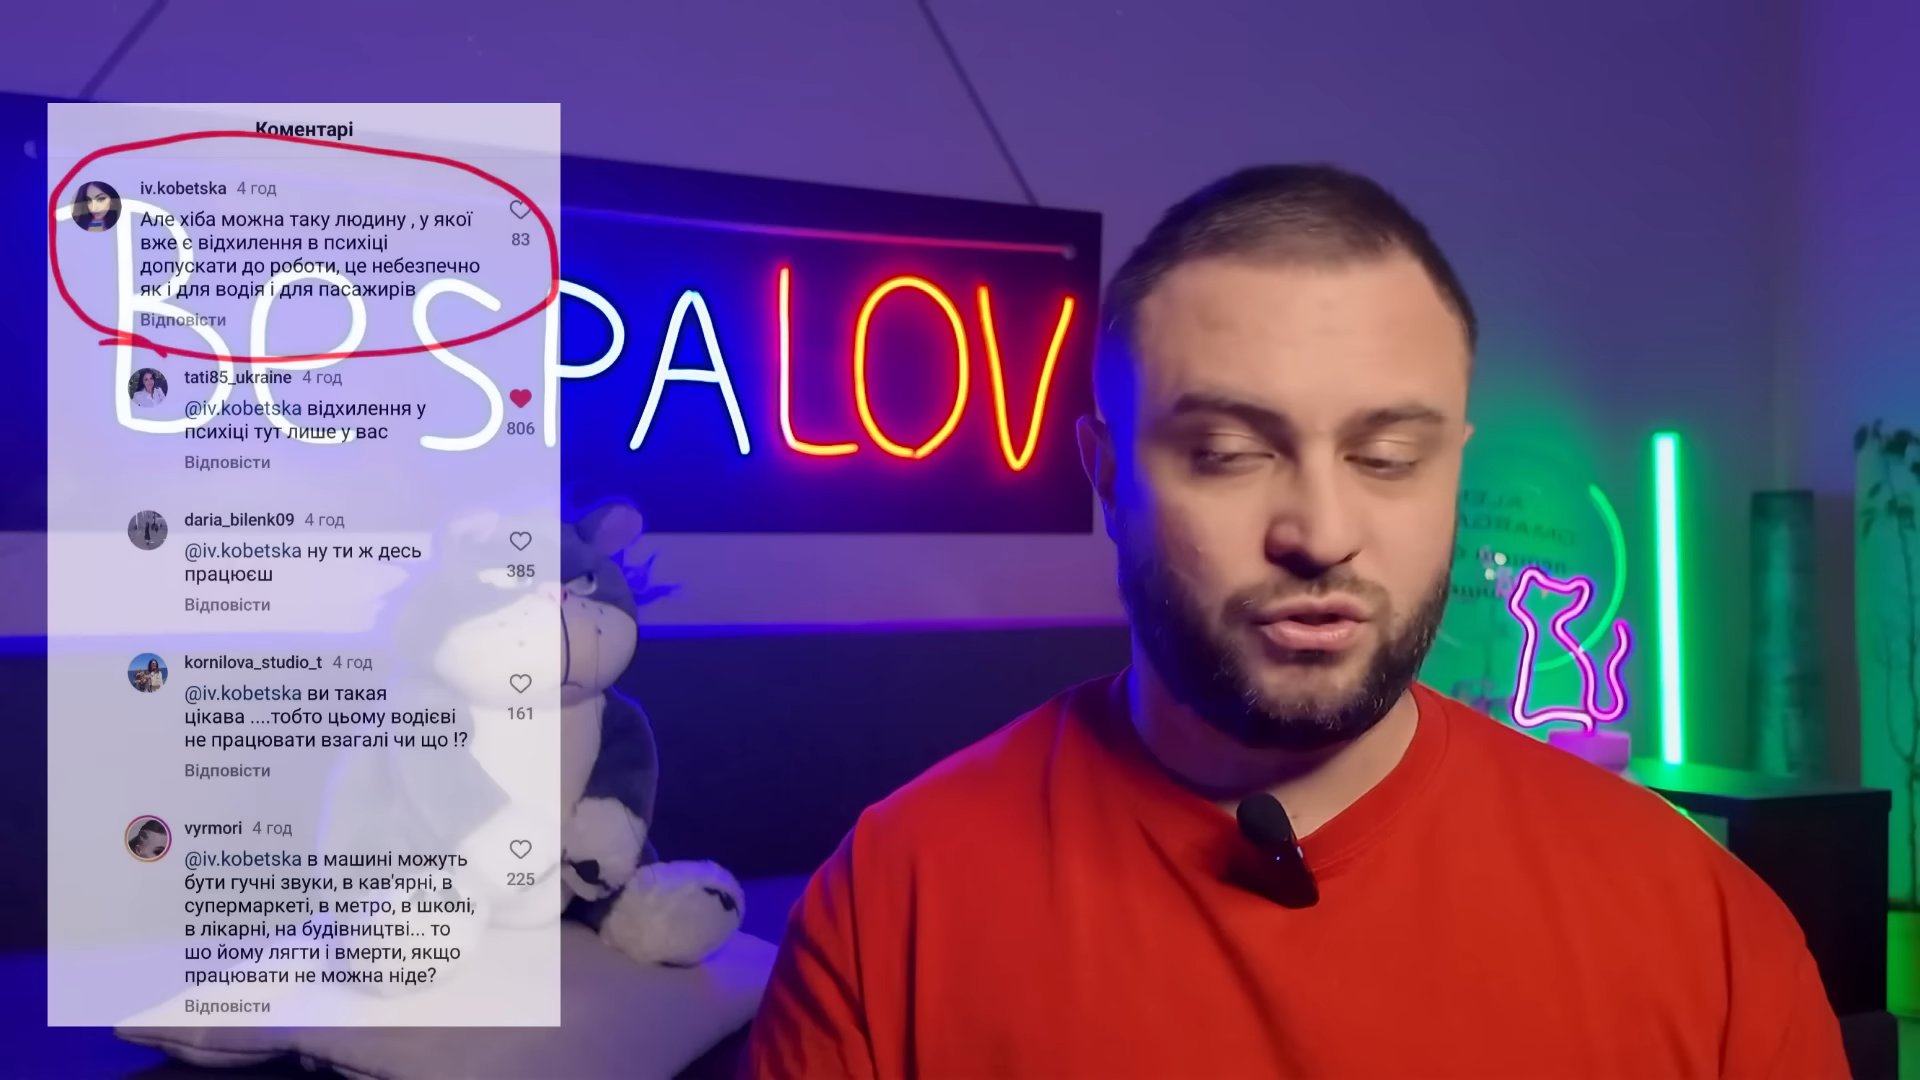 Коментарі
iv.kobetska 4 год
Але хіба можна таку людину , у якої
вже є відхилення в психіці
допускати до роботи, це небезпечно
як і для водія і для пасажирів
83
Відповісти
tati85_ukraine 4 год
@iv.kobetska відхилення у
психіці тут лише у вас
806
Відповісти
daria_bilenk09 4 год
@iv.kobetska ну ти ж десь
працюєш
385
Відповісти
kornilova_studio_t 4 год
@iv.kobetska ви такая
цікава ....тобто цьому водієві
не працювати взагалі чи що !?
161
Відповісти
vyrmori 4 год
@iv.kobetska в машині можуть
бути гучні звуки, в кав'ярні, в
супермаркеті, в метро, в школі,
в лікарні, на будівництві... то
шо йому лягти і вмерти, якщо
працювати не можна ніде?
225
Відповісти
BeSPALOV